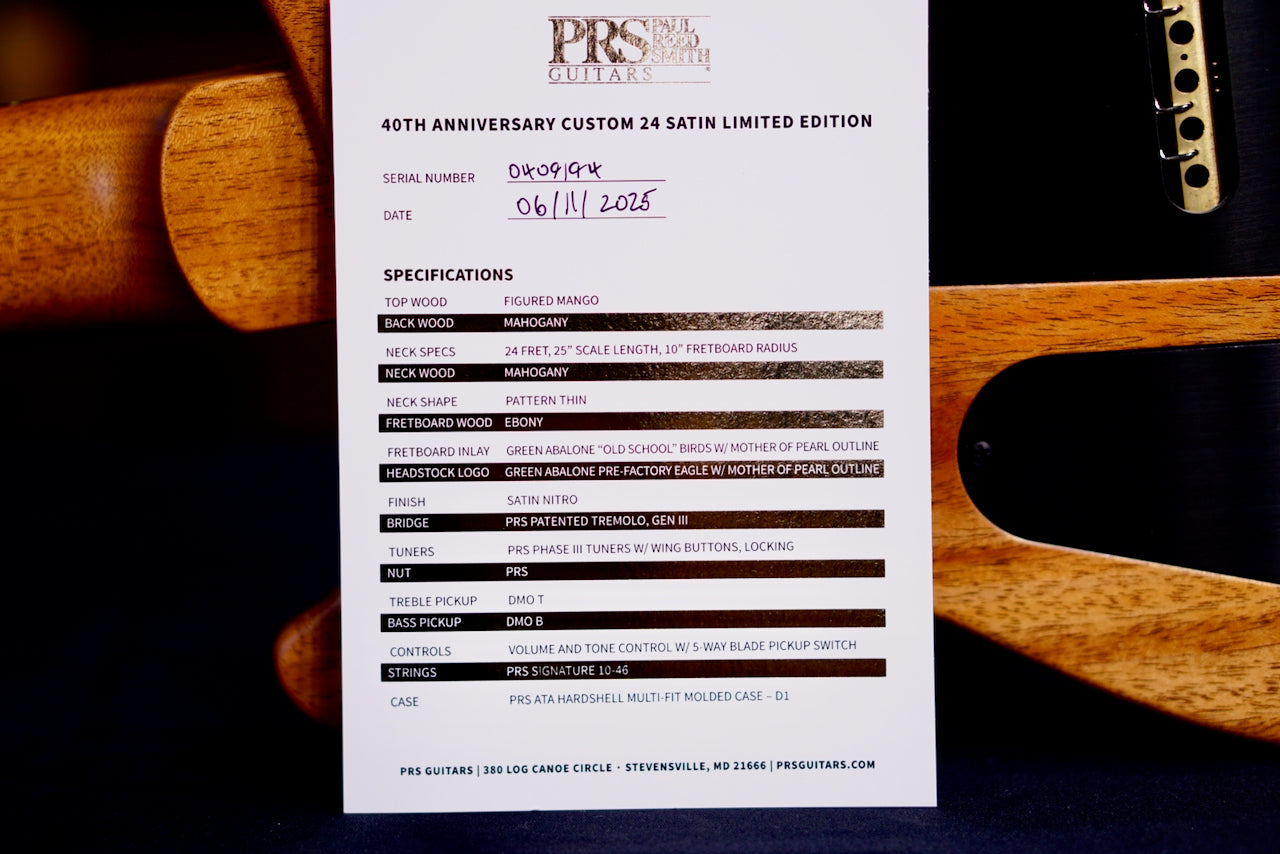 PRS PAUL REED SMITH
GUITARS
40TH ANNIVERSARY CUSTOM 24 SATIN LIMITED EDITION
SERIAL NUMBER 0409194
DATE 06/11/2025
SPECIFICATIONS
TOP WOOD FIGURED MANGO
BACK WOOD MAHOGANY
NECK SPECS 24 FRET, 25” SCALE LENGTH, 10” FRETBOARD RADIUS
NECK WOOD MAHOGANY
NECK SHAPE PATTERN THIN
FRETBOARD WOOD EBONY
FRETBOARD INLAY GREEN ABALONE “OLD SCHOOL” BIRDS W/ MOTHER OF PEARL OUTLINE
HEADSTOCK LOGO GREEN ABALONE PRE-FACTORY EAGLE W/ MOTHER OF PEARL OUTLINE
FINISH SATIN NITRO
BRIDGE PRS PATENTED TREMOLO, GEN III
TUNERS PRS PHASE III TUNERS W/ WING BUTTONS, LOCKING
NUT PRS
TREBLE PICKUP DMO T
BASS PICKUP DMO B
CONTROLS VOLUME AND TONE CONTROL W/ 5-WAY BLADE PICKUP SWITCH
STRINGS PRS SIGNATURE 10-46
CASE PRS ATA HARDSHELL MULTI-FIT MOLDED CASE – D1
PRS GUITARS | 380 LOG CANOE CIRCLE · STEVENSVILLE, MD 21666 | PRSGUITARS.COM